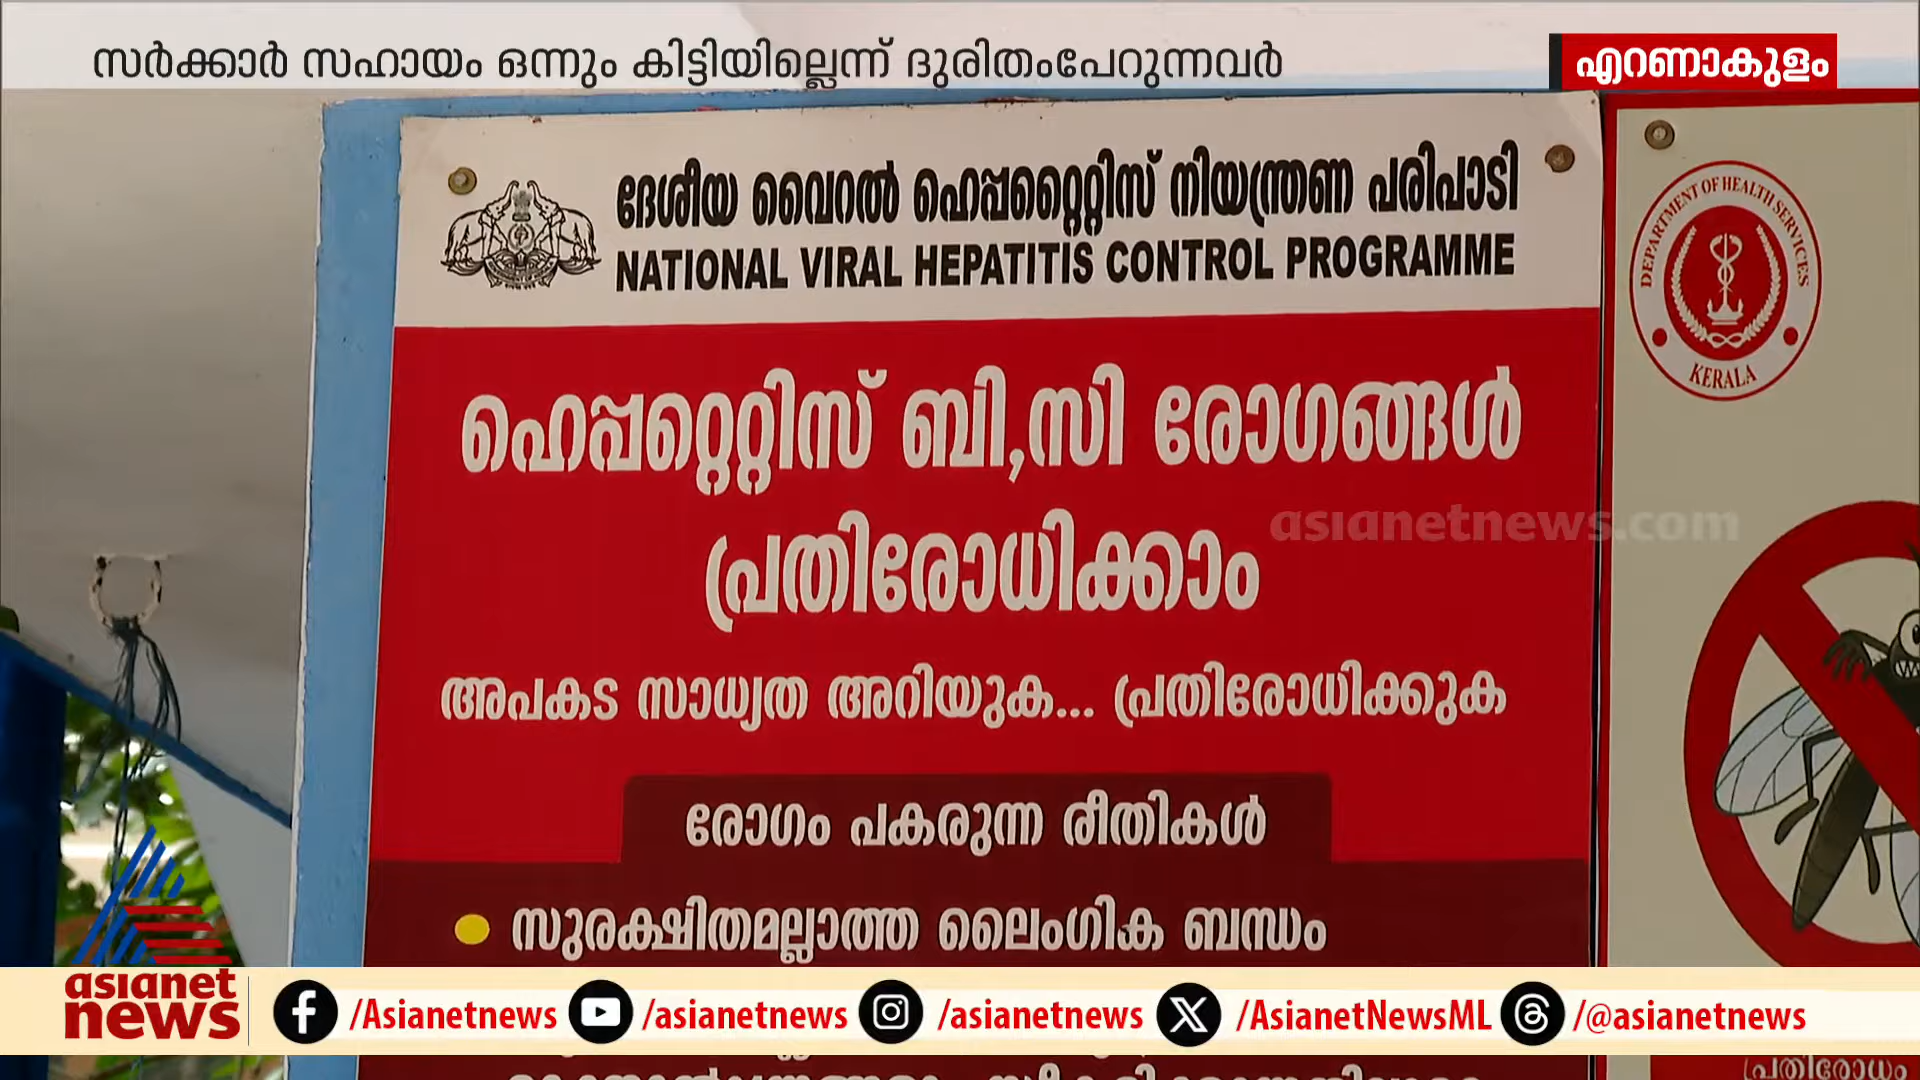 സർക്കാർ സഹായം ഒന്നും കിട്ടിയില്ലെന്ന് ദുരിതംപേറുന്നവർ
എറണാകുളം
ദേശീയ വൈറൽ ഹെപ്പറ്റൈറ്റിസ് നിയന്ത്രണ പരിപാടി
NATIONAL VIRAL HEPATITIS CONTROL PROGRAMME
DEPARTMENT OF HEALTH SERVICES
KERALA
ഹെപ്പറ്റെറ്റിസ് ബി,സി രോഗങ്ങൾ
പ്രതിരോധിക്കാം
asianetnews.com
അപകട സാധ്യത അറിയുക... പ്രതിരോധിക്കുക
രോഗം പകരുന്ന രീതികൾ
സുരക്ഷിതമല്ലാത്ത ലൈംഗിക ബന്ധം
asianet
news
/Asianetnews
/asianetnews
/asianetnews
/AsianetNewsML
/@asianetnews
പ്രതിരോധം